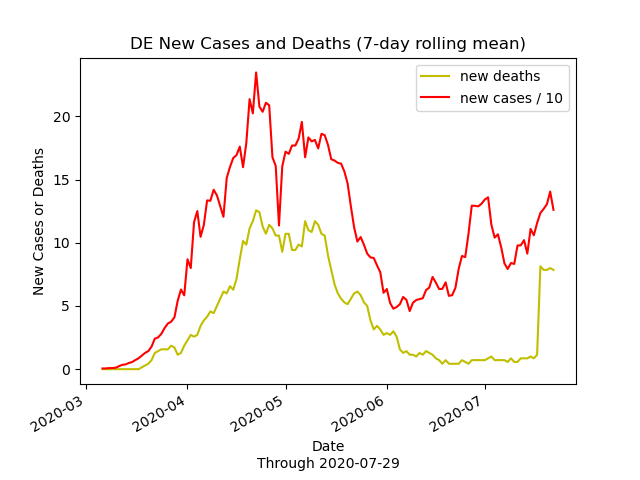 DE New Cases and Deaths (7-day rolling mean)
new deaths
new cases / 10
New Cases or Deaths
20
15
10
5
0
2020-03
2020-04
2020-05
2020-06
2020-07
Date
Through 2020-07-29